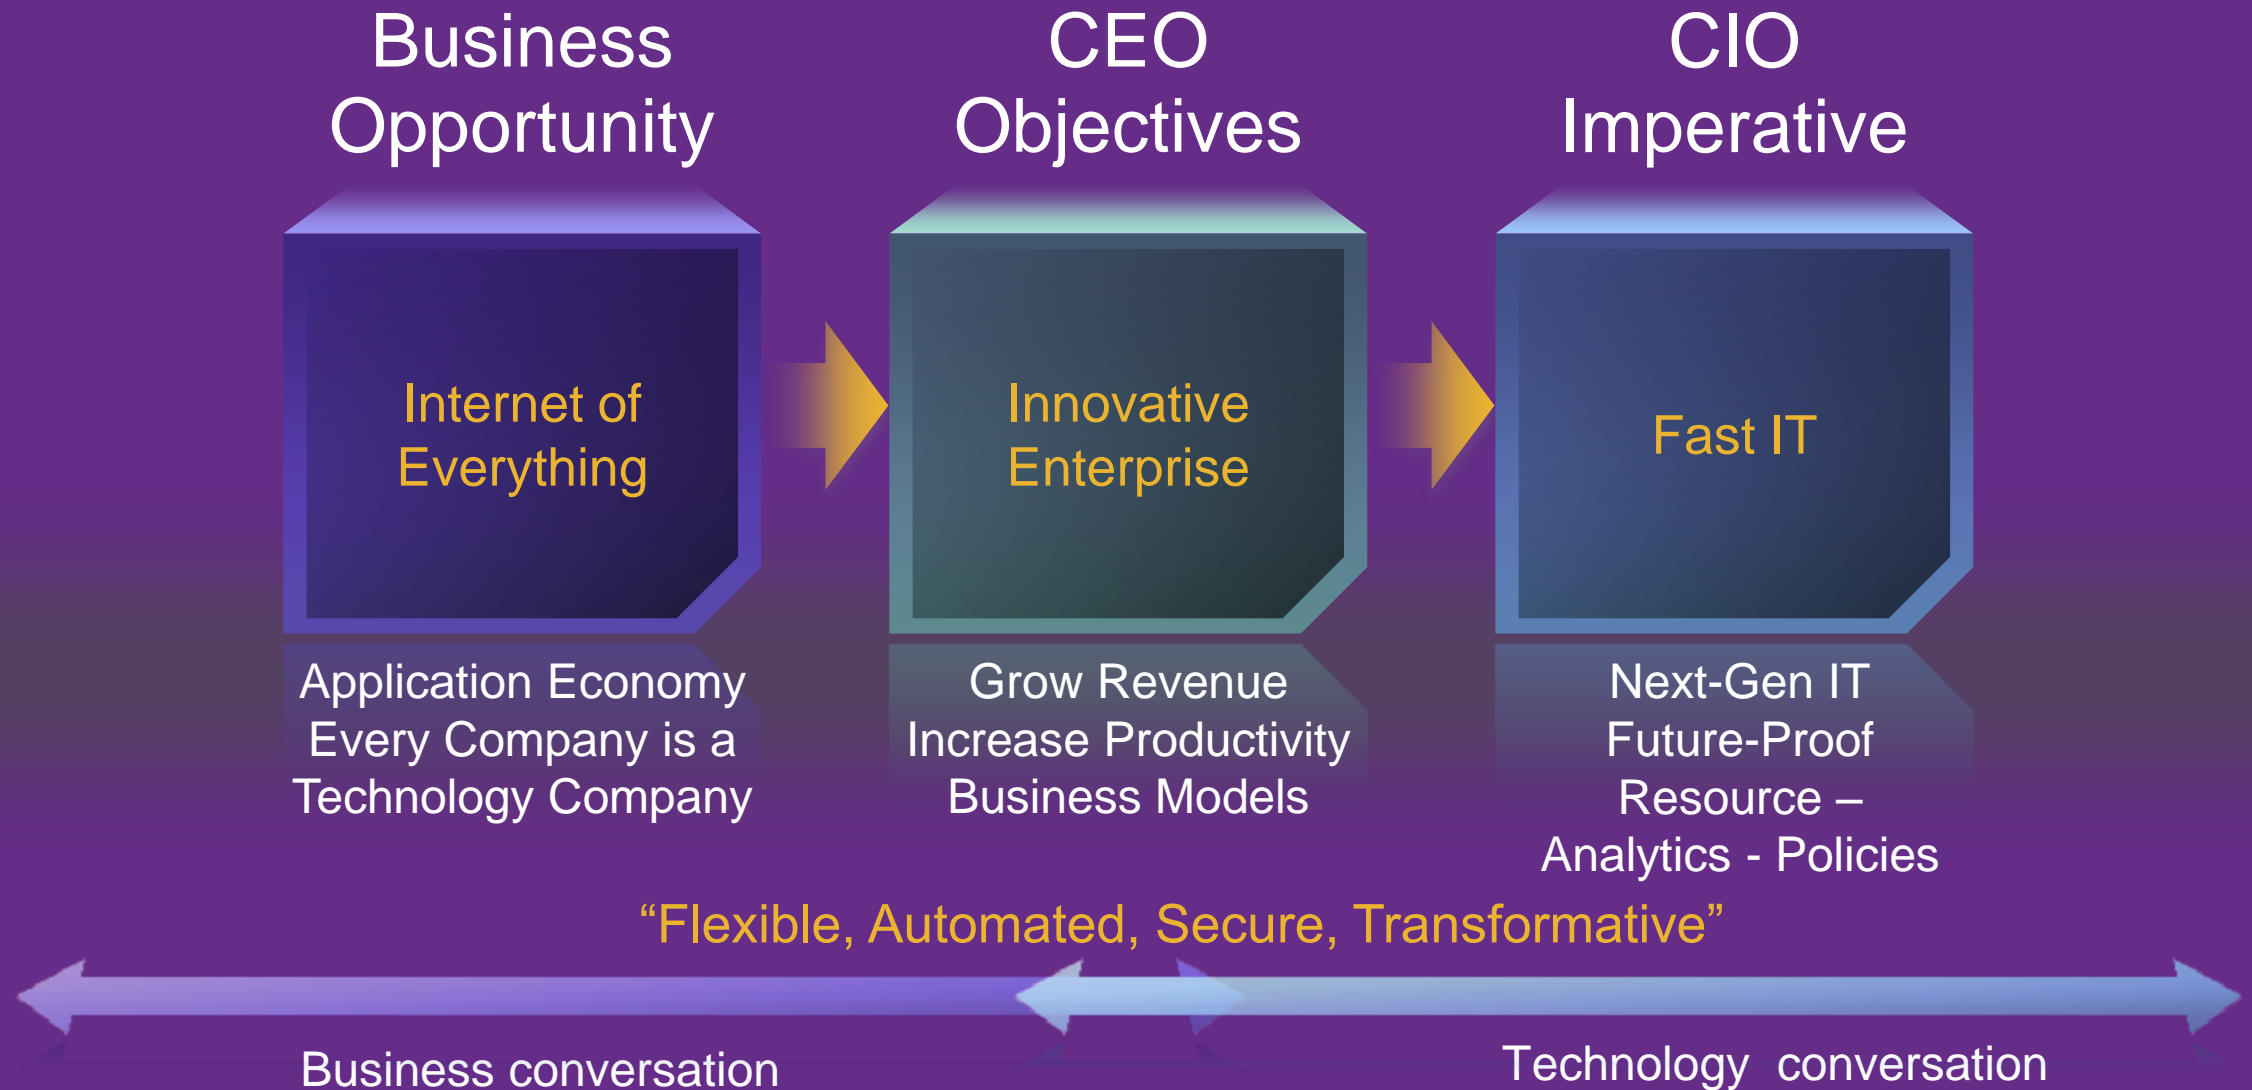 Business
Opportunity
CEO
Objectives
CIO
Imperative
Internet of
Everything
Innovative
Enterprise
Fast IT
Application Economy
Every Company is a
Technology Company
Grow Revenue
Increase Productivity
Business Models
Next-Gen IT
Future-Proof
Resource –
Analytics - Policies
“Flexible, Automated, Secure, Transformative”
Business conversation
Technology  conversation